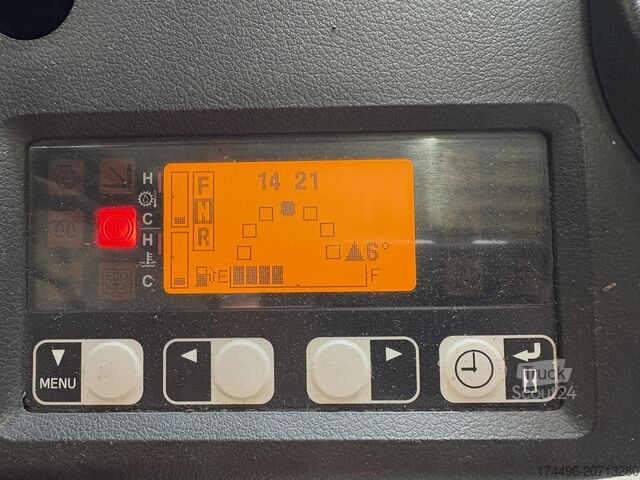 H
C
H
C
F
N
R
14 21
6°
E
F
MENU
Truck
Scout24
174496-20713280